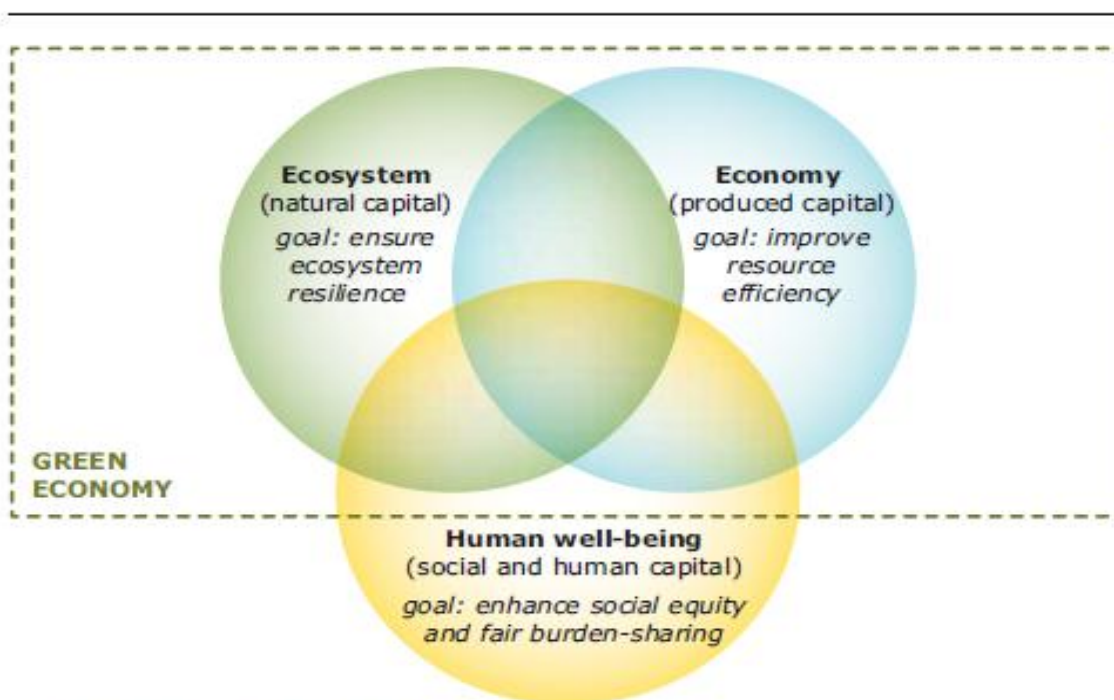 Ecosystem
(natural capital)
goal: ensure
ecosystem
resilience
Economy
(produced capital)
goal: improve
resource
efficiency
GREEN
ECONOMY
Human well-being
(social and human capital)
goal: enhance social equity
and fair burden-sharing